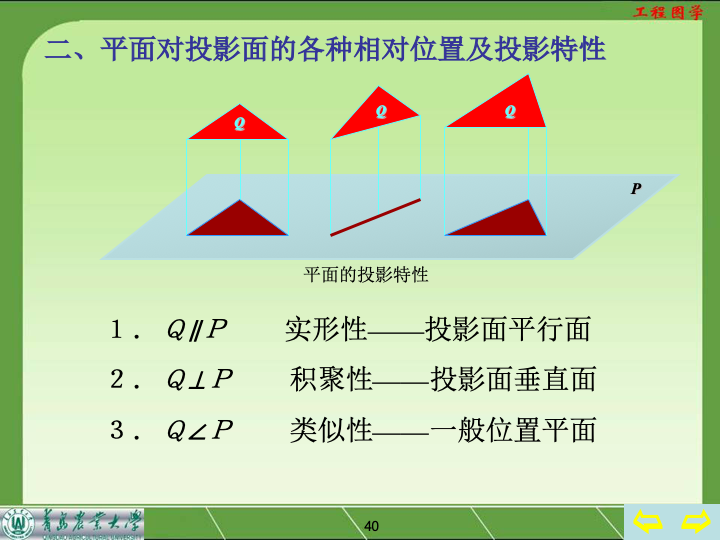 工程图学
二、平面对投影面的各种相对位置及投影特性
Q
Q
Q
P
平面的投影特性
１．Q∥P 实形性——投影面平行面
２．Q⊥P 积聚性——投影面垂直面
３．Q∠P 类似性——一般位置平面
青岛农业大学
QINGDAO AGRICULTURAL UNIVERSITY
40